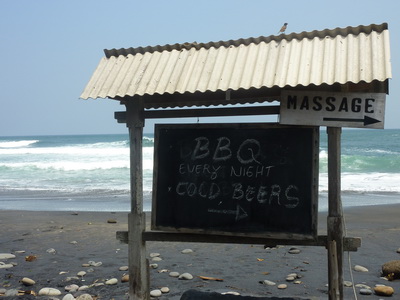 MASSAGE
BBQ
EVERY NIGHT
COLD BEERS